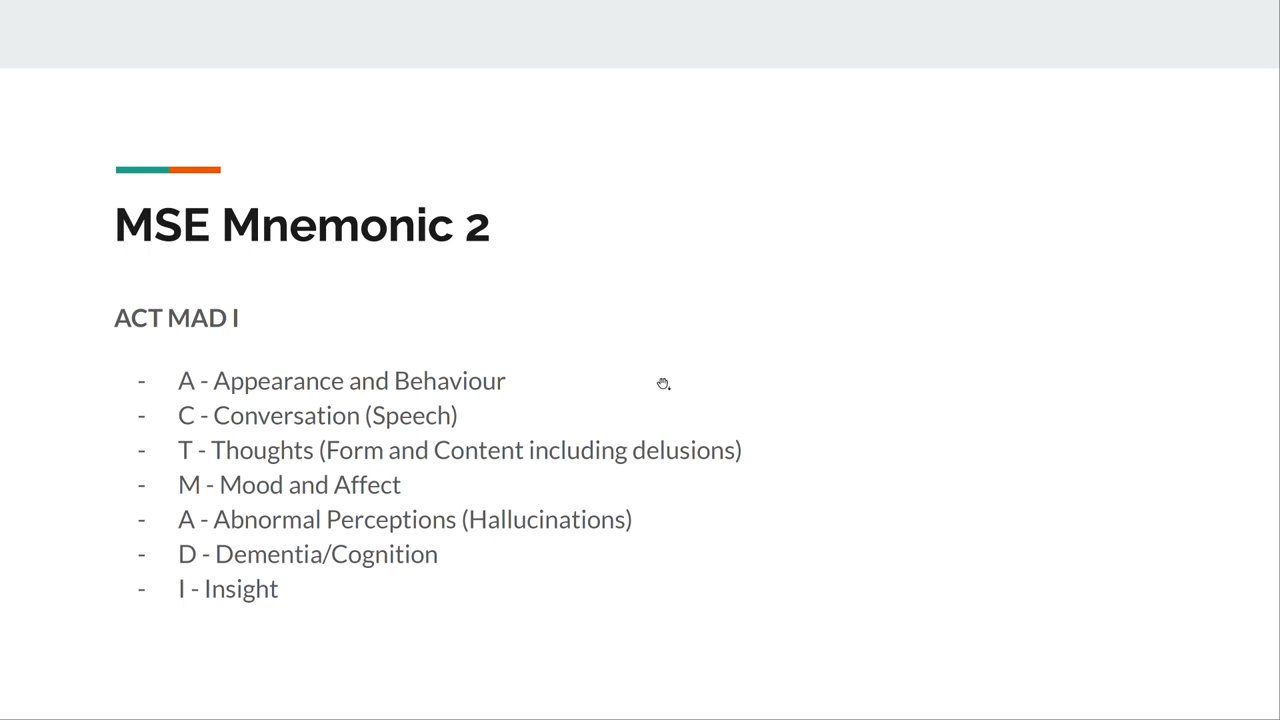 MSE Mnemonic 2
ACT MAD I
- A - Appearance and Behaviour
- C - Conversation (Speech)
- T - Thoughts (Form and Content including delusions)
- M - Mood and Affect
- A - Abnormal Perceptions (Hallucinations)
- D - Dementia/Cognition
- I - Insight